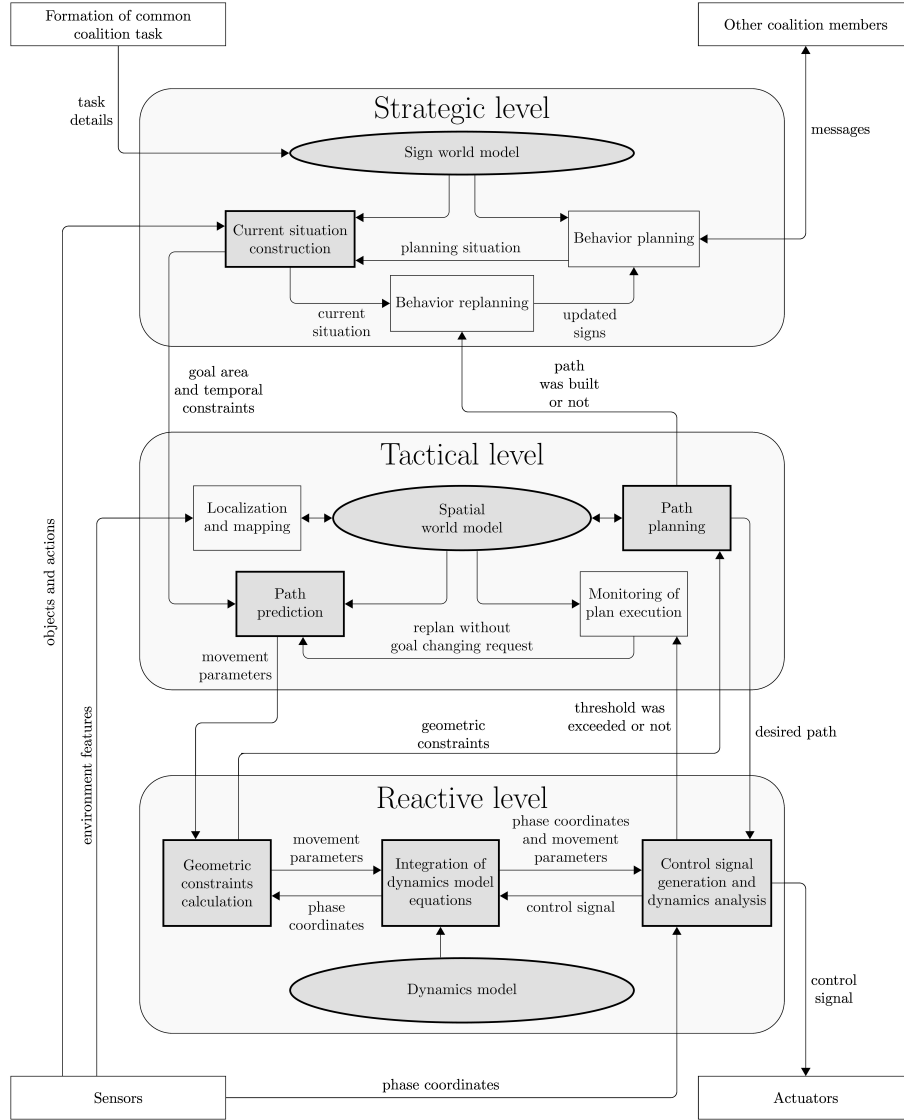 Formation of common
coalition task
Other coalition members
task
details
messages
Strategic level
Sign world model
Current situation
construction
planning situation
Behavior planning
Behavior replanning
current
situation
updated
signs
goal area
and temporal
constraints
path
was built
or not
Tactical level
Localization
and mapping
Spatial
world model
Path
planning
Path
prediction
Monitoring of
plan execution
replan without
goal changing request
objects and actions
environment features
movement
parameters
geometric
constraints
threshold was
exceeded or not
desired path
Reactive level
Geometric
constraints
calculation
movement
parameters
phase
coordinates
Integration of
dynamics model
equations
phase coordinates
and movement
parameters
control signal
Control signal
generation and
dynamics analysis
Dynamics model
control
signal
Sensors
phase coordinates
Actuators